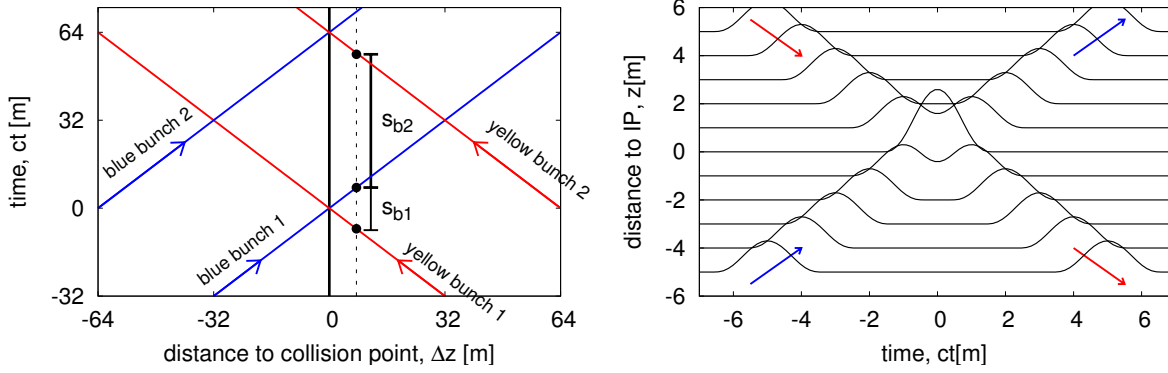 64
32
0
-32
time, ct [m]
-64
-32
0
32
64
distance to collision point, Δz [m]
blue bunch 2
blue bunch 1
yellow bunch 2
yellow bunch 1
s_b2
s_b1
6
4
2
0
-2
-4
-6
distance to IP, z[m]
-6
-4
-2
0
2
4
6
time, ct[m]